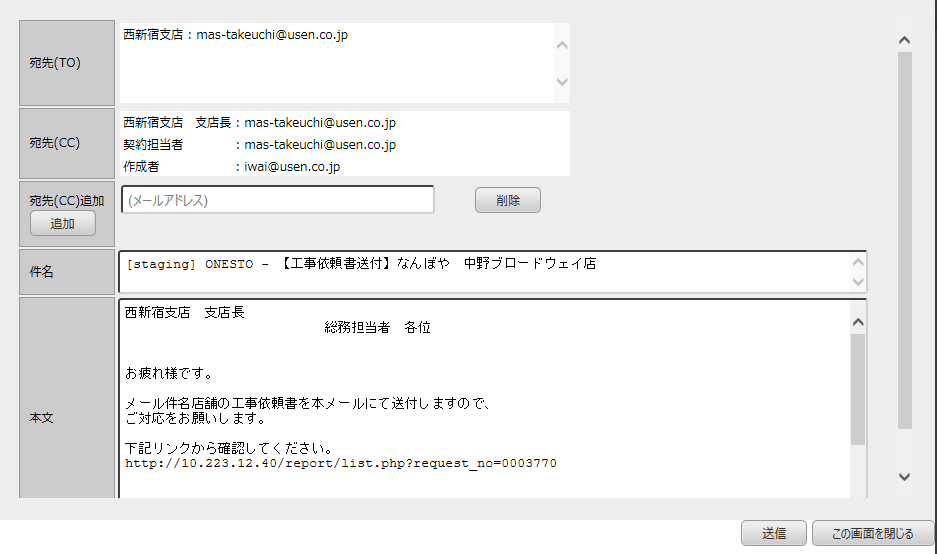 宛先(TO)
西新宿支店：mas-takeuchi@usen.co.jp
宛先(CC)
西新宿支店　支店長：mas-takeuchi@usen.co.jp
契約担当者　　　　：mas-takeuchi@usen.co.jp
作成者　　　　　　：iwai@usen.co.jp
宛先(CC)追加
追加
(メールアドレス)
削除
件名
[staging] ONESTO - 【工事依頼書送付】なんぼや　中野ブロードウェイ店
本文
西新宿支店　支店長
総務担当者　各位
お疲れ様です。
メール件名店舗の工事依頼書を本メールにて送付しますので、
ご対応をお願いします。
下記リンクから確認してください。
http://10.223.12.40/report/list.php?request_no=0003770
送信
この画面を閉じる